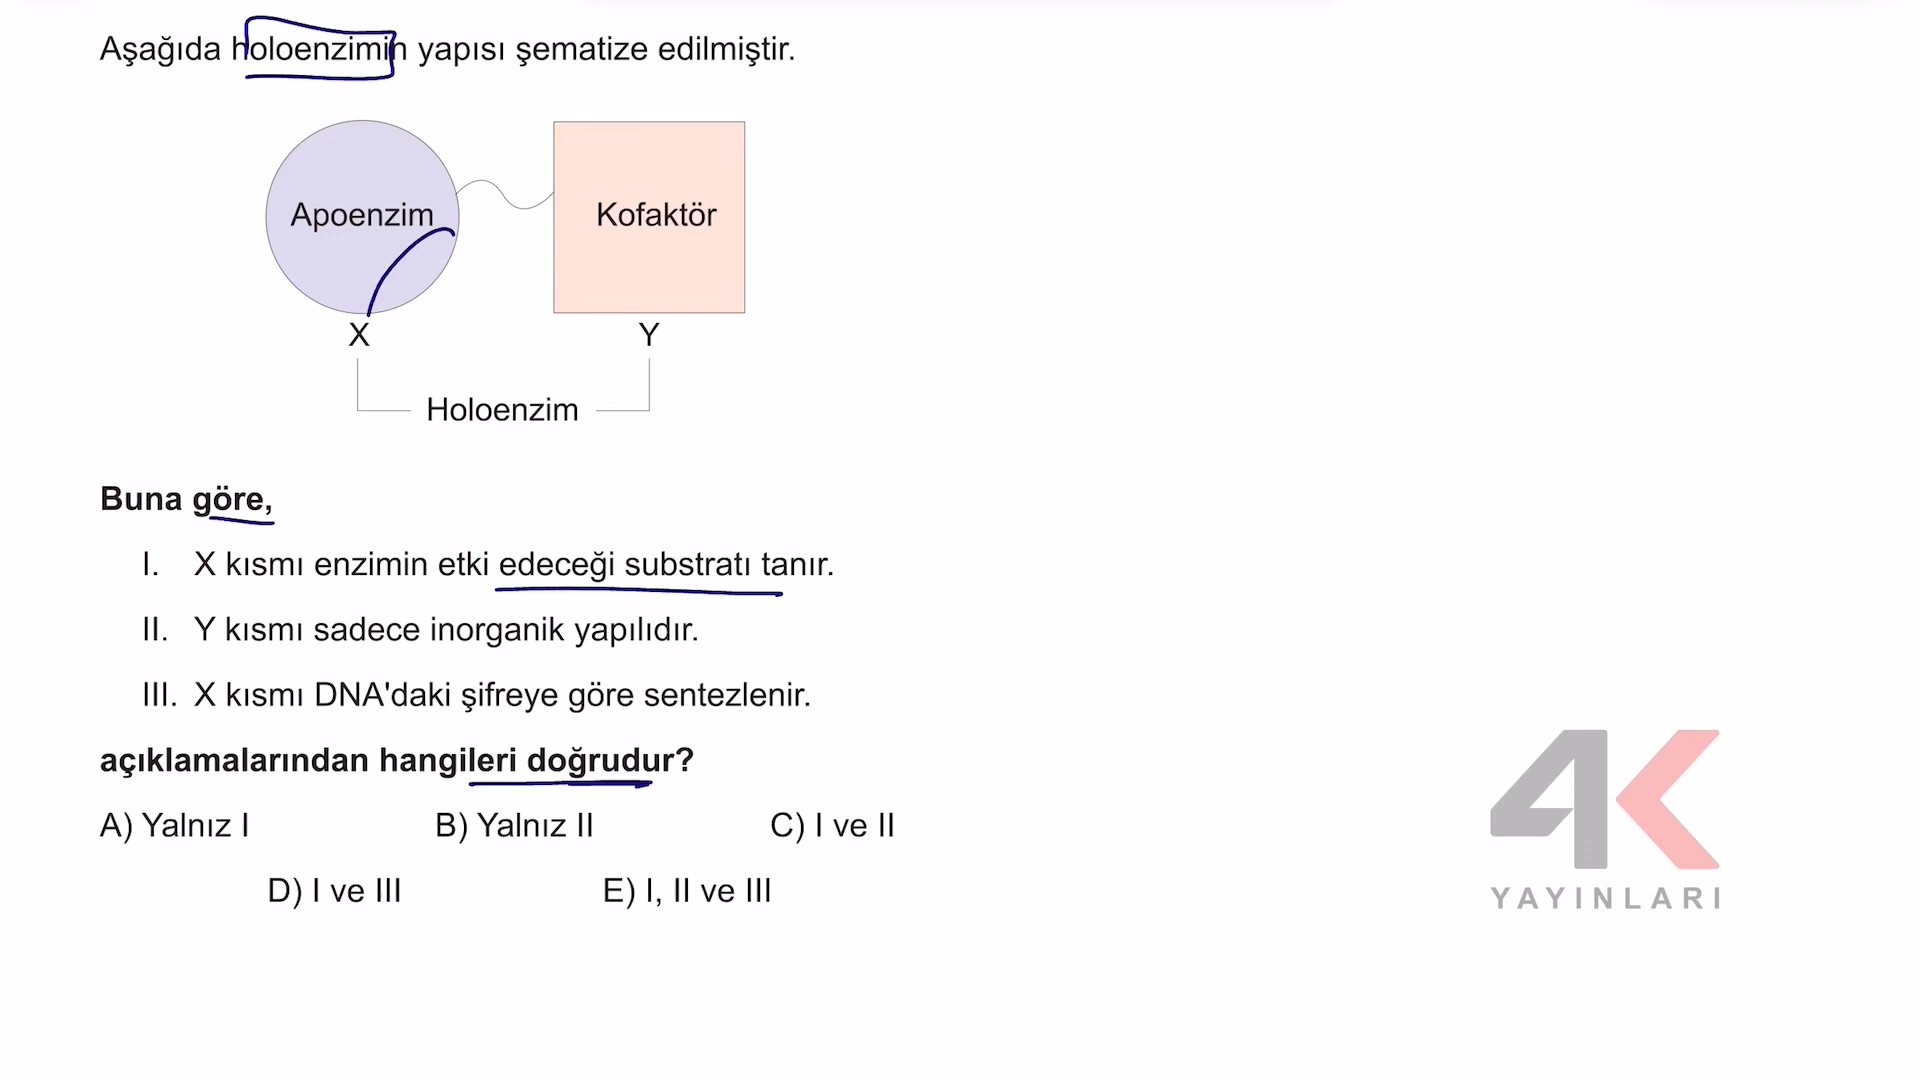 Aşağıda holoenzimin yapısı şematize edilmiştir.
Apoenzim
Kofaktör
X
Y
Holoenzim
Buna göre,
I. X kısmı enzimin etki edeceği substratı tanır.
II. Y kısmı sadece inorganik yapılıdır.
III. X kısmı DNA'daki şifreye göre sentezlenir.
açıklamalarından hangileri doğrudur?
A) Yalnız I B) Yalnız II C) I ve II
D) I ve III E) I, II ve III
4K
YAYINLARI